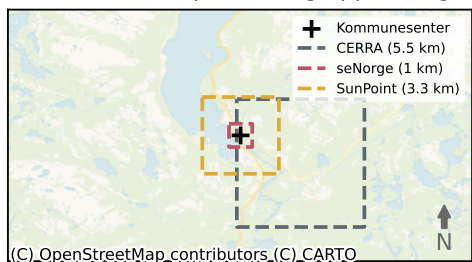 Kommunesenter
CERRA (5.5 km)
seNorge (1 km)
SunPoint (3.3 km)
N
(C) OpenStreetMap contributors (C) CARTO